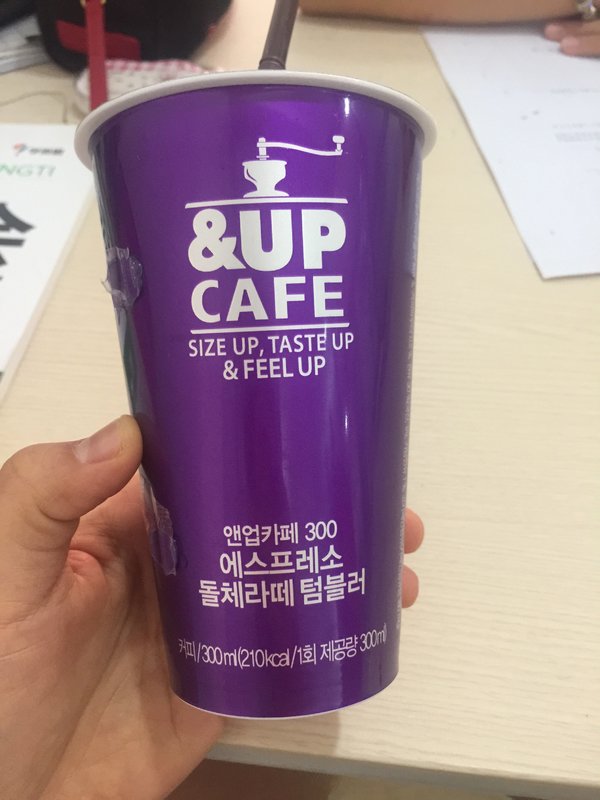 &UP
CAFE
SIZE UP, TASTE UP
& FEEL UP
앤업카페 300
에스프레소
돌체라떼 텀블러
커피/300ml(210kcal/1회 제공량 300ml)